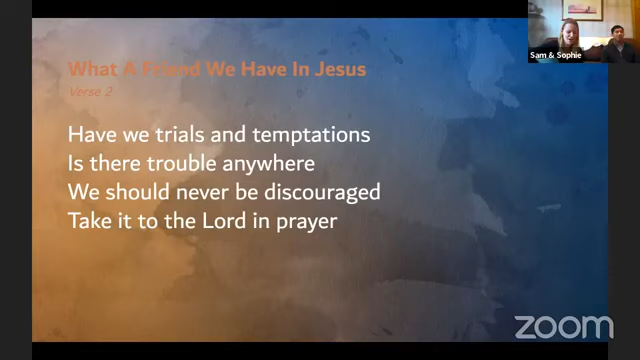 What A Friend We Have In Jesus
Verse 2
Have we trials and temptations
Is there trouble anywhere
We should never be discouraged
Take it to the Lord in prayer
Sam & Sophie
zoom